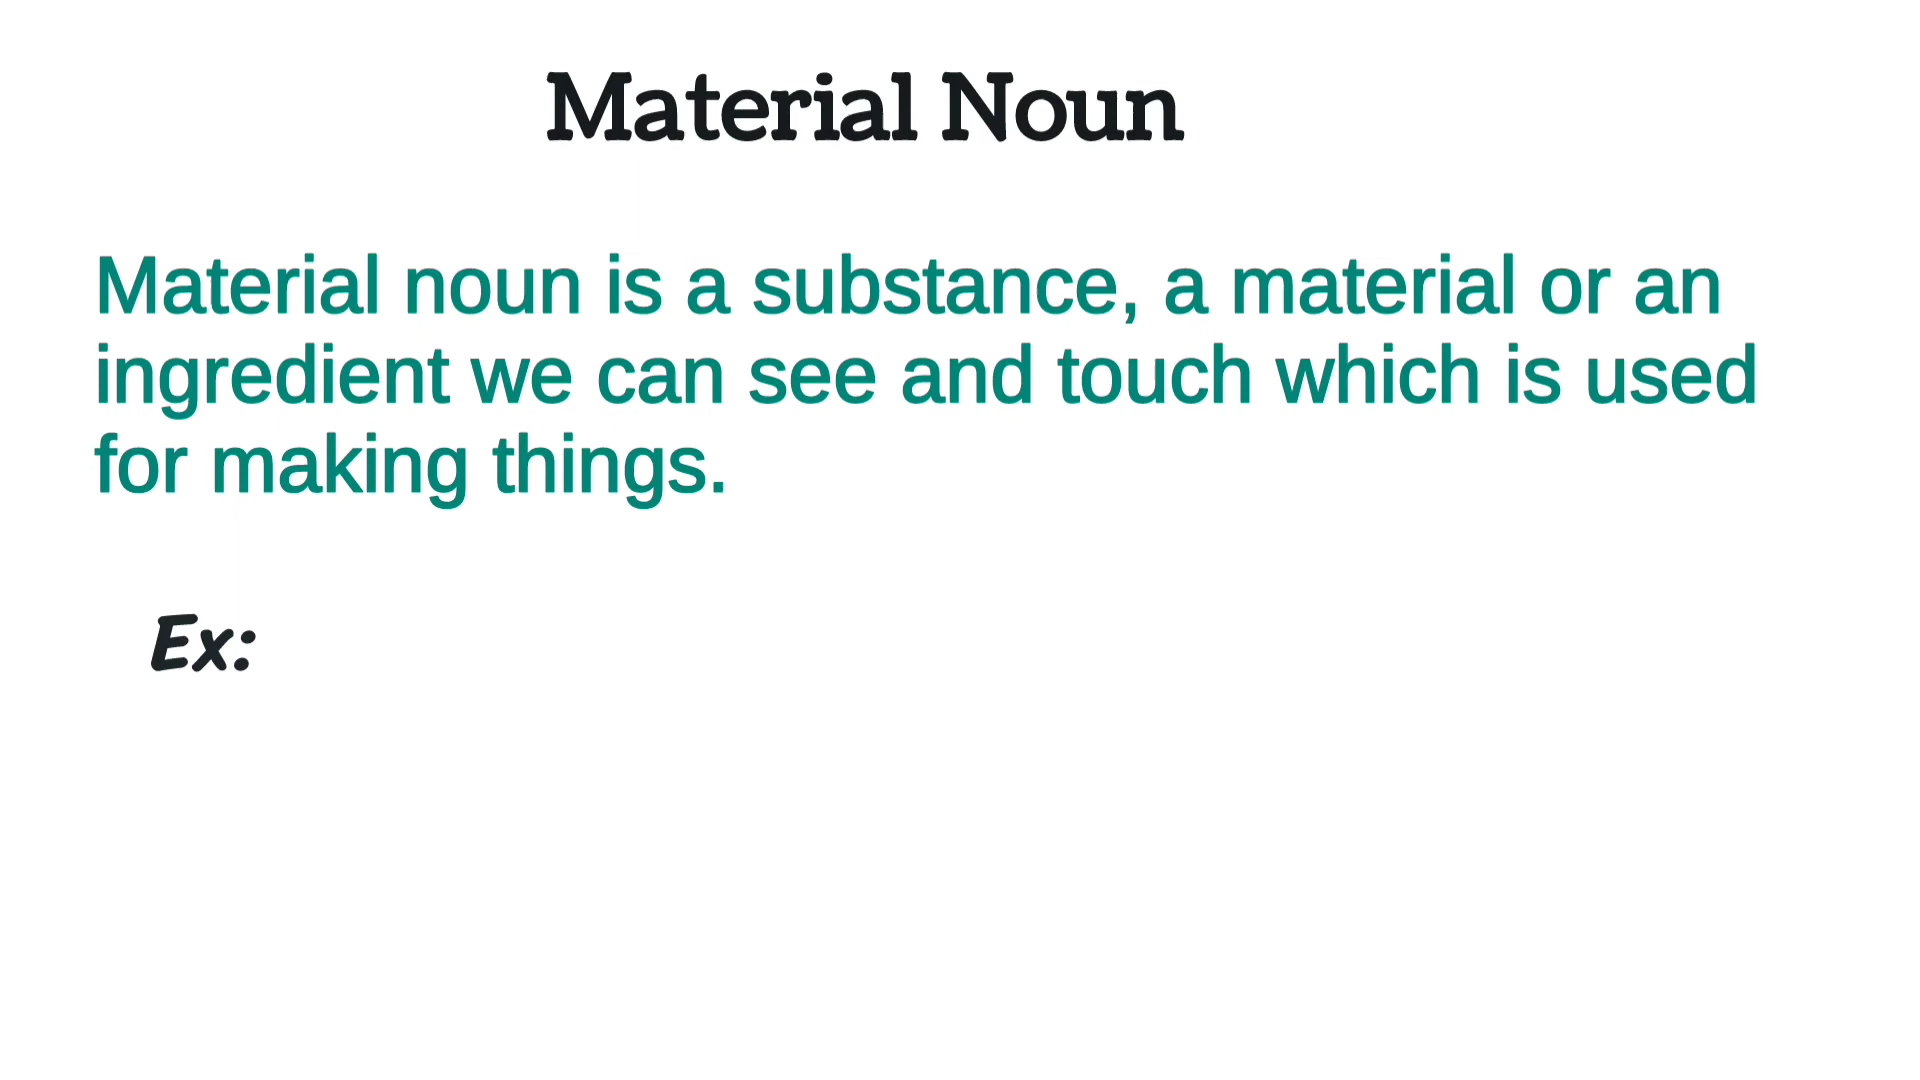 Material Noun
Material noun is a substance, a material or an
ingredient we can see and touch which is used
for making things.
Ex: